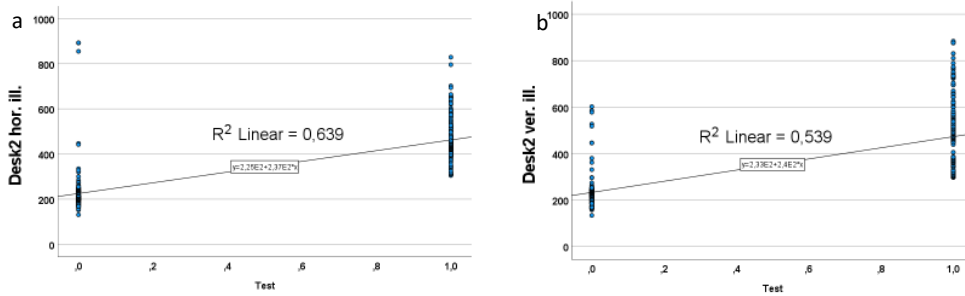 a
1000
800
600
400
200
0
Desk2 hor. ill.
R² Linear = 0,639
y=2,25E2+2,37E2*x
,0 ,2 ,4 ,6 ,8 1,0
Test
b
1000
800
600
400
200
0
Desk2 ver. ill.
R² Linear = 0,539
y=2,33E2+2,4E2*x
,0 ,2 ,4 ,6 ,8 1,0
Test